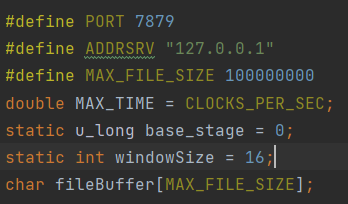 #define PORT 7879
#define ADDRSRV "127.0.0.1"
#define MAX_FILE_SIZE 100000000
double MAX_TIME = CLOCKS_PER_SEC;
static u_long base_stage = 0;
static int windowSize = 16;
char fileBuffer[MAX_FILE_SIZE];